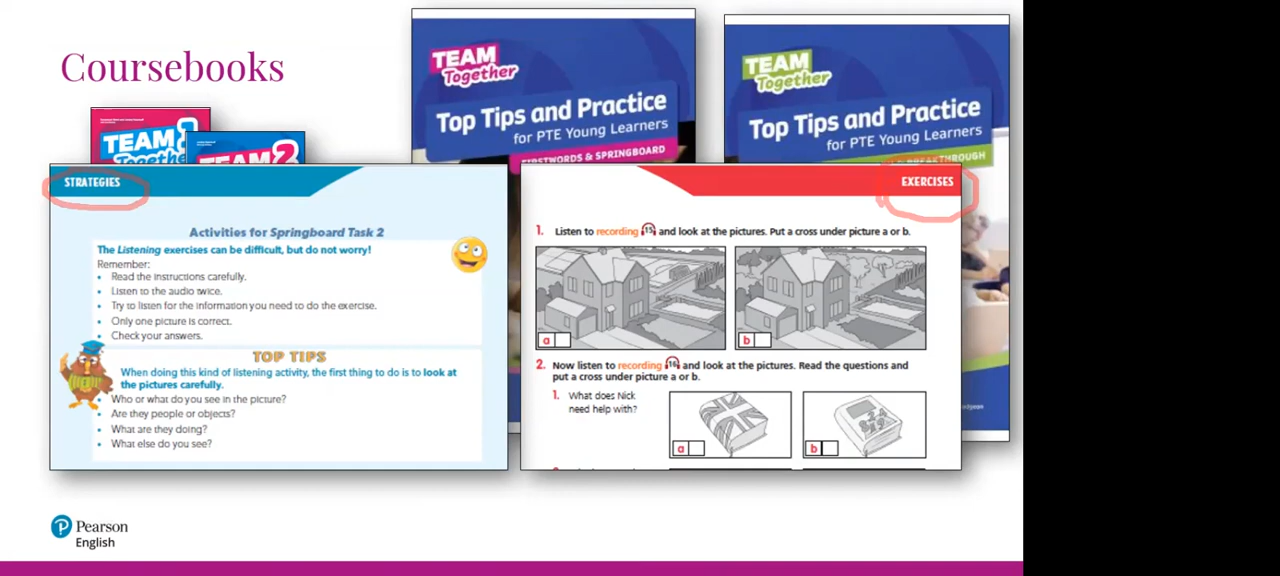 Coursebooks
TEAM
Together
Top Tips and Practice
for PTE Young Learners
FIRSTWORDS & SPRINGBOARD
TEAM
Together
Top Tips and Practice
for PTE Young Learners
BREAKTHROUGH
TEAM
Together
TEAM 2
STRATEGIES
Activities for Springboard Task 2
The Listening exercises can be difficult, but do not worry!
Remember:
• Read the instructions carefully.
• Listen to the audio twice.
• Try to listen for the information you need to do the exercise.
• Only one picture is correct.
• Check your answers.
TOP TIPS
When doing this kind of listening activity, the first thing to do is to look at
the pictures carefully.
• Who or what do you see in the picture?
• Are they people or objects?
• What are they doing?
• What else do you see?
EXERCISES
1. Listen to recording 15 and look at the pictures. Put a cross under picture a or b.
a
b
2. Now listen to recording 16 and look at the pictures. Read the questions and
put a cross under picture a or b.
1. What does Nick
need help with?
a
b
Pearson
English